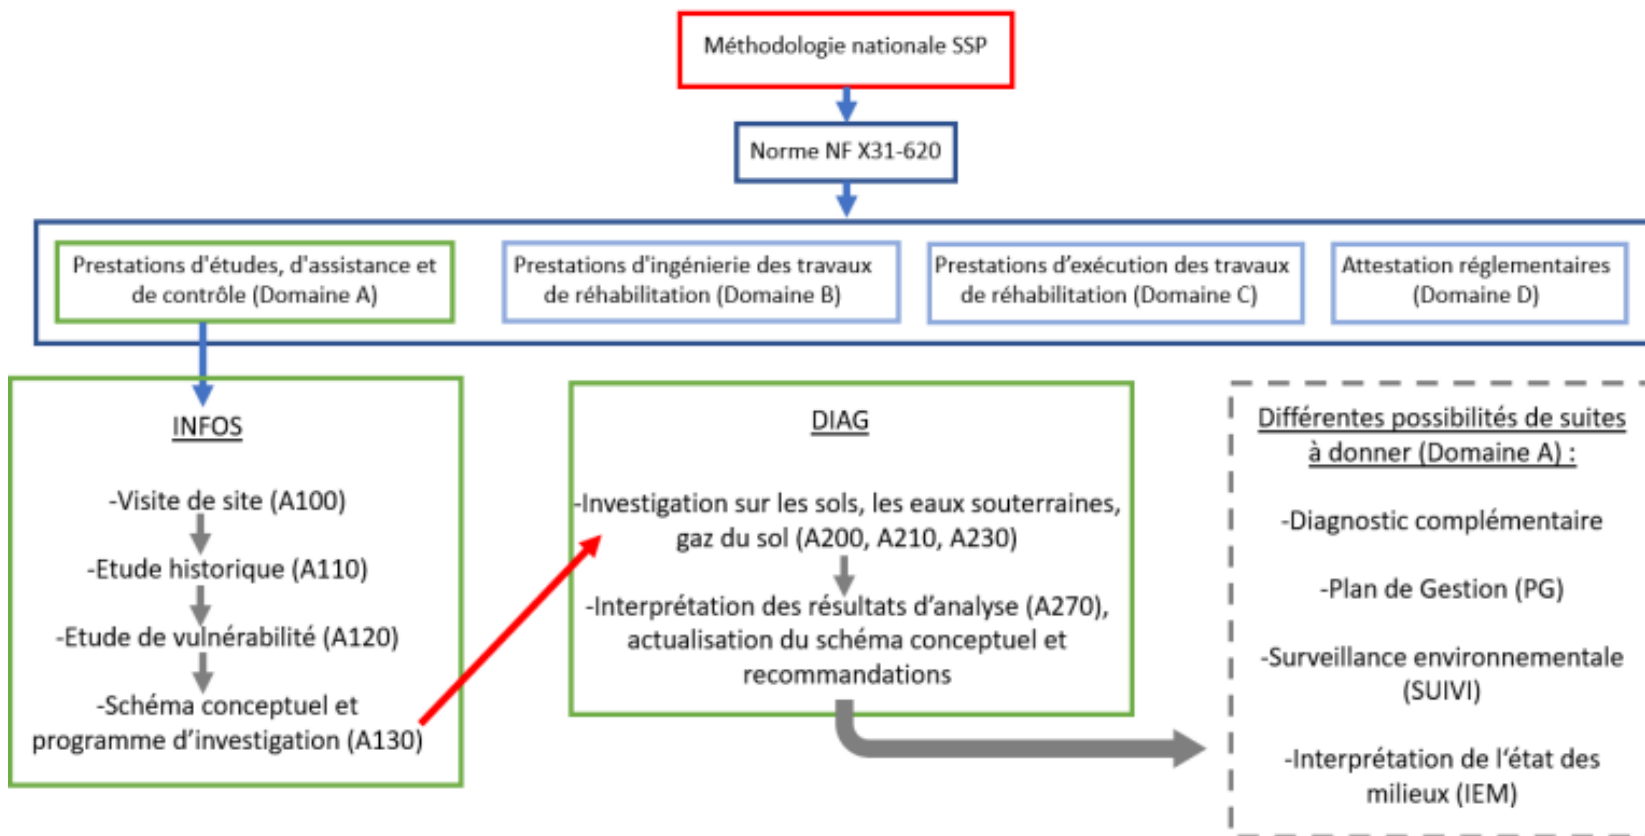 Méthodologie nationale SSP
Norme NF X31-620
Prestations d'études, d'assistance et
de contrôle (Domaine A)
Prestations d'ingénierie des travaux
de réhabilitation (Domaine B)
Prestations d'exécution des travaux
de réhabilitation (Domaine C)
Attestation réglementaires
(Domaine D)
INFOS
-Visite de site (A100)
-Etude historique (A110)
-Etude de vulnérabilité (A120)
-Schéma conceptuel et
programme d'investigation (A130)
DIAG
-Investigation sur les sols, les eaux souterraines,
gaz du sol (A200, A210, A230)
-Interprétation des résultats d'analyse (A270),
actualisation du schéma conceptuel et
recommandations
Différentes possibilités de suites
à donner (Domaine A) :
-Diagnostic complémentaire
-Plan de Gestion (PG)
-Surveillance environnementale
(SUIVI)
-Interprétation de l'état des
milieux (IEM)